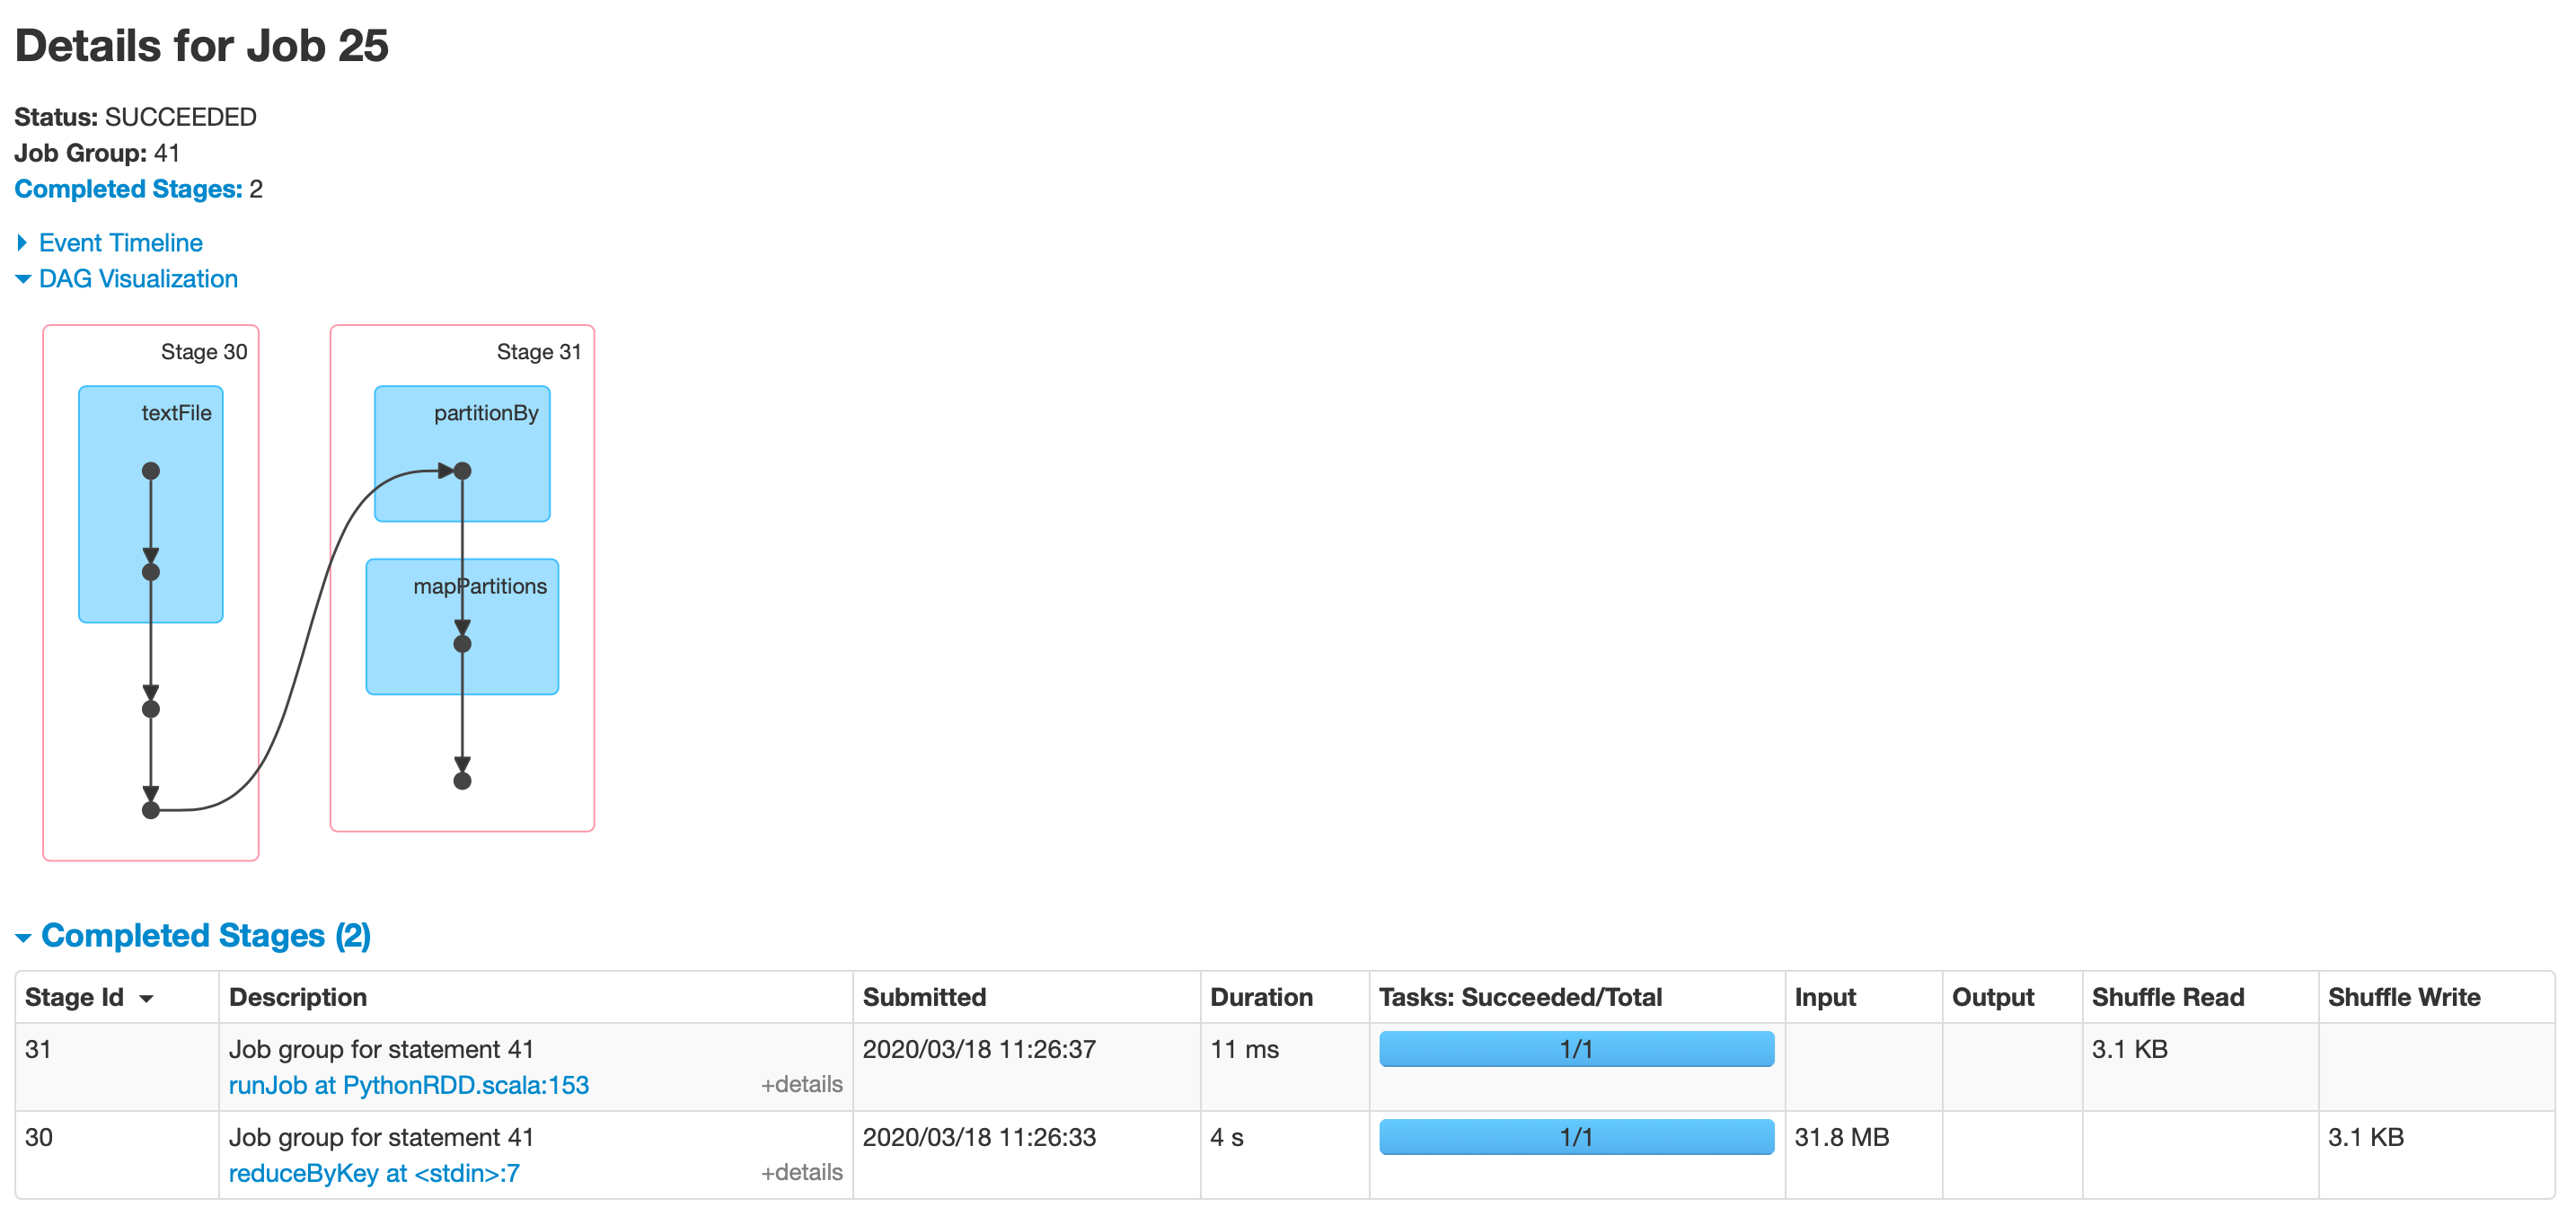 Details for Job 25
Status: SUCCEEDED
Job Group: 41
Completed Stages: 2
Event Timeline
DAG Visualization
Stage 30
textFile
Stage 31
partitionBy
mapPartitions
Completed Stages (2)
Stage Id Description Submitted Duration Tasks: Succeeded/Total Input Output Shuffle Read Shuffle Write
31 Job group for statement 41 2020/03/18 11:26:37 11 ms 1/1 3.1 KB
runJob at PythonRDD.scala:153 +details
30 Job group for statement 41 2020/03/18 11:26:33 4 s 1/1 31.8 MB 3.1 KB
reduceByKey at <stdin>:7 +details